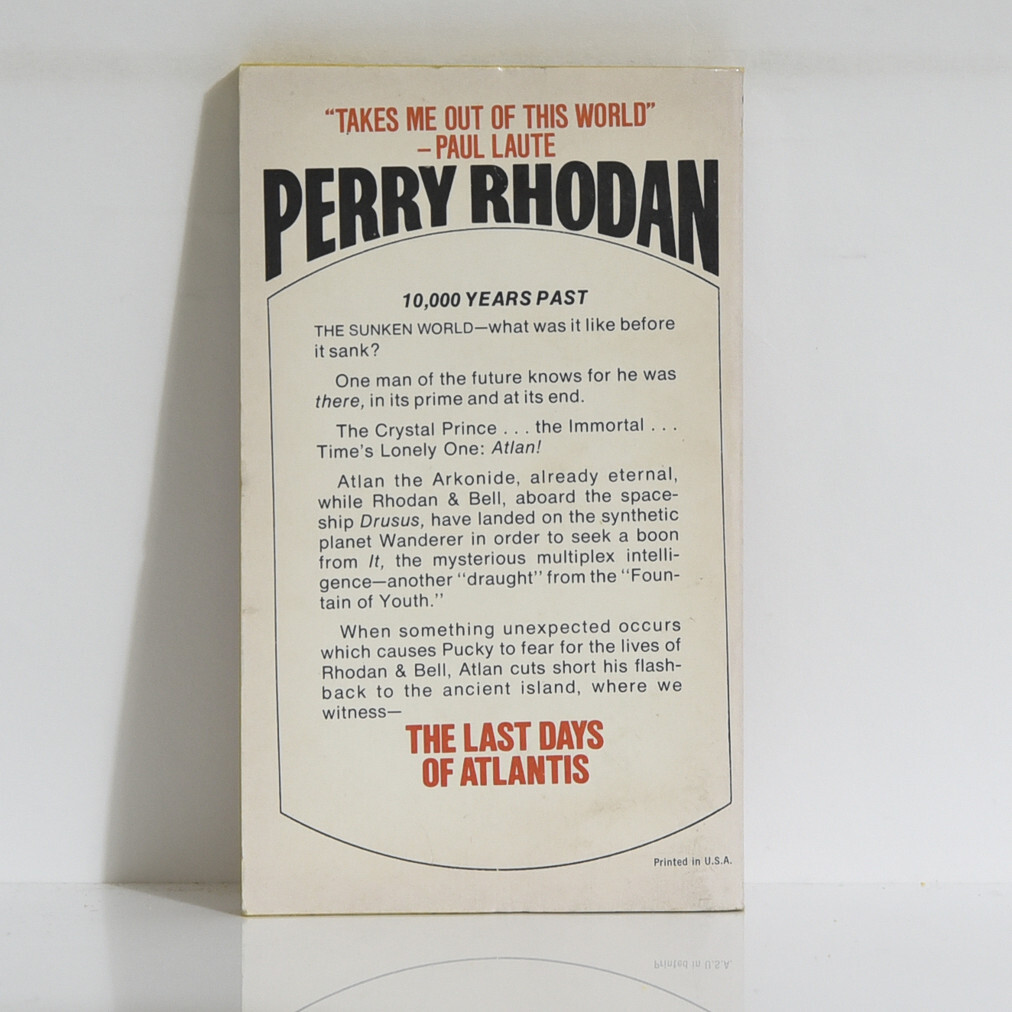 “TAKES ME OUT OF THIS WORLD”
–PAUL LAUTE
PERRY RHODAN
10,000 YEARS PAST
THE SUNKEN WORLD—what was it like before
it sank?
One man of the future knows for he was
there, in its prime and at its end.
The Crystal Prince . . . the Immortal . . .
Time’s Lonely One: Atlan!
Atlan the Arkonide, already eternal,
while Rhodan & Bell, aboard the space-
ship Drusus, have landed on the synthetic
planet Wanderer in order to seek a boon
from It, the mysterious multiplex intelli-
gence—another ‘‘draught’’ from the ‘‘Foun-
tain of Youth.’’
When something unexpected occurs
which causes Pucky to fear for the lives of
Rhodan & Bell, Atlan cuts short his flash-
back to the ancient island, where we
witness—
THE LAST DAYS
OF ATLANTIS
Printed in U.S.A.